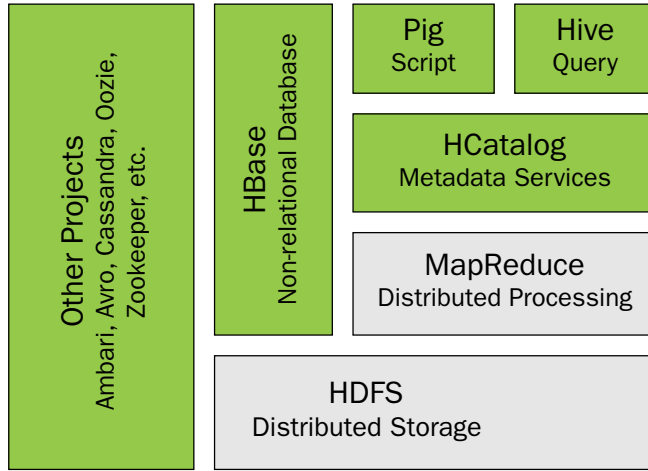 Other Projects
Ambari, Avro, Cassandra, Oozie,
Zookeeper, etc.
HBase
Non-relational Database
Pig
Script
Hive
Query
HCatalog
Metadata Services
MapReduce
Distributed Processing
HDFS
Distributed Storage